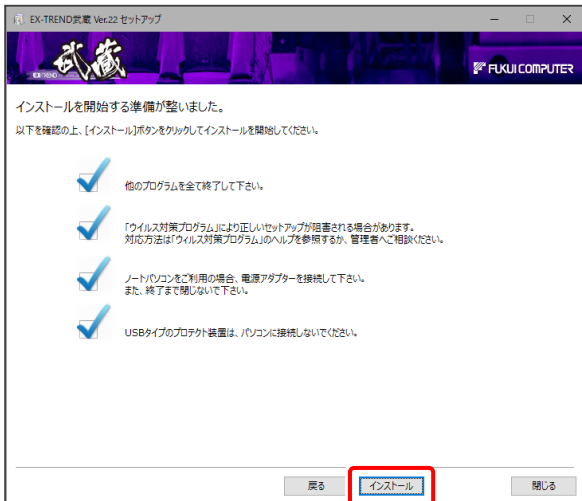 EX-TREND武蔵 Ver.22 セットアップ
EX-TREND 武蔵
FUKUI COMPUTER
インストールを開始する準備が整いました。
以下を確認の上、[インストール]ボタンをクリックしてインストールを開始してください。
他のプログラムを全て終了して下さい。
「ウイルス対策プログラム」により正しいセットアップが阻害される場合があります。
対応方法は「ウィルス対策プログラム」のヘルプを参照するか、管理者へご相談ください。
ノートパソコンをご利用の場合、電源アダプターを接続して下さい。
また、終了まで閉じないで下さい。
USBタイプのプロテクト装置は、パソコンに接続しないでください。
戻る
インストール
閉じる